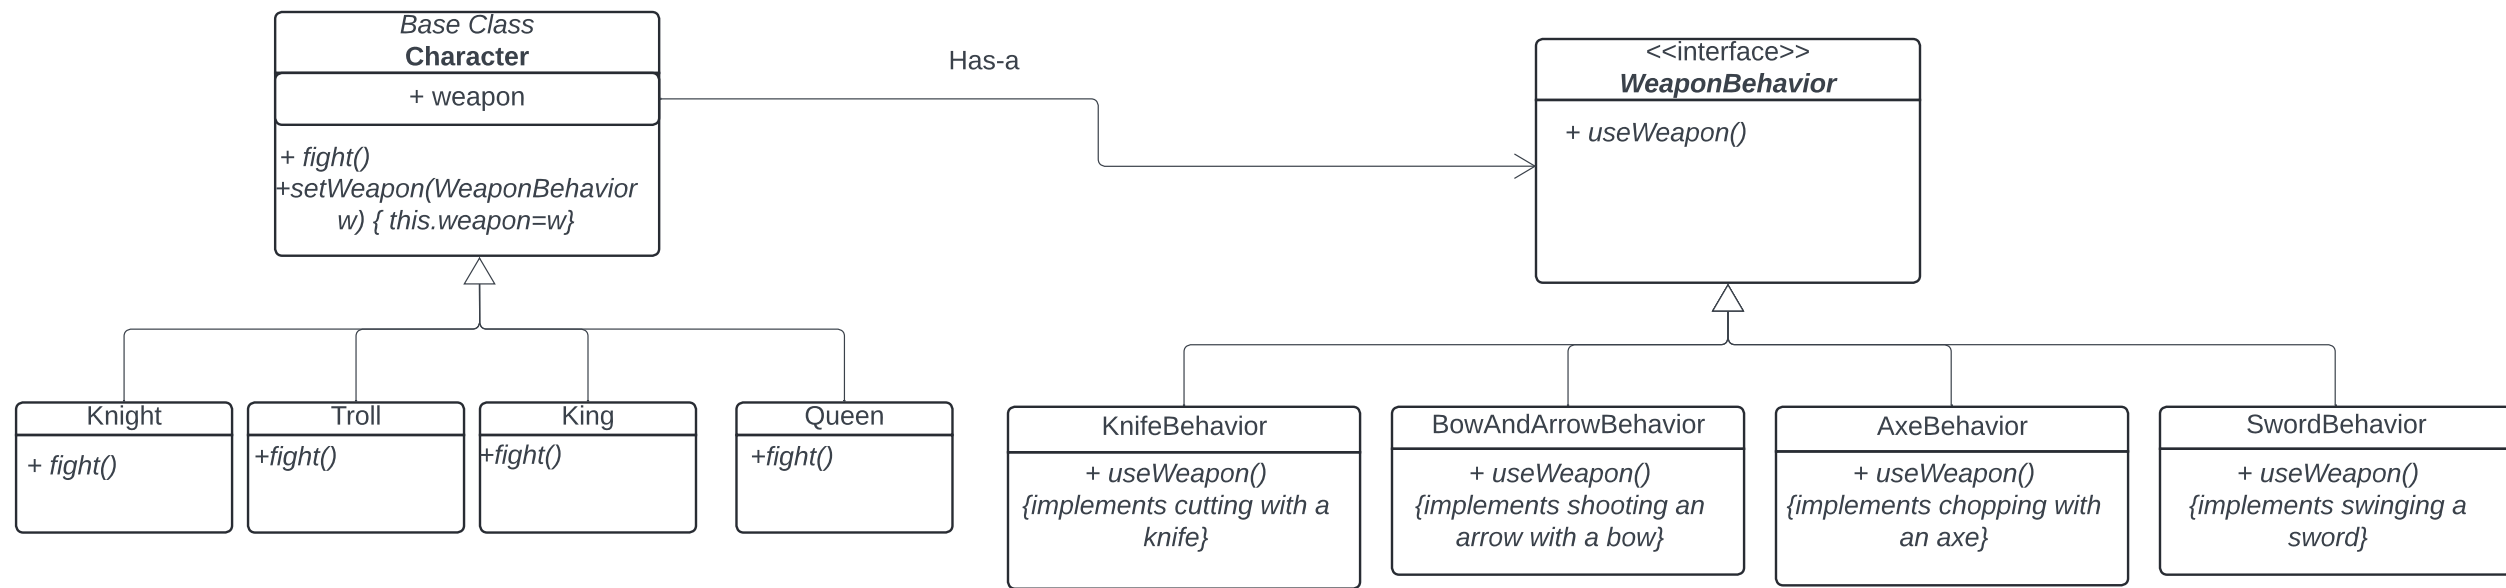 Base Class
Character
+ weapon
+ fight()
+setWeapon(WeaponBehavior
w) { this.weapon=w}
Has-a
<<interface>>
WeaponBehavior
+ useWeapon()
Knight
+ fight()
Troll
+fight()
King
+fight()
Queen
+fight()
KnifeBehavior
+ useWeapon()
{implements cutting with a
knife}
BowAndArrowBehavior
+ useWeapon()
{implements shooting an
arrow with a bow}
AxeBehavior
+ useWeapon()
{implements chopping with
an axe}
SwordBehavior
+ useWeapon()
{implements swinging a
sword}